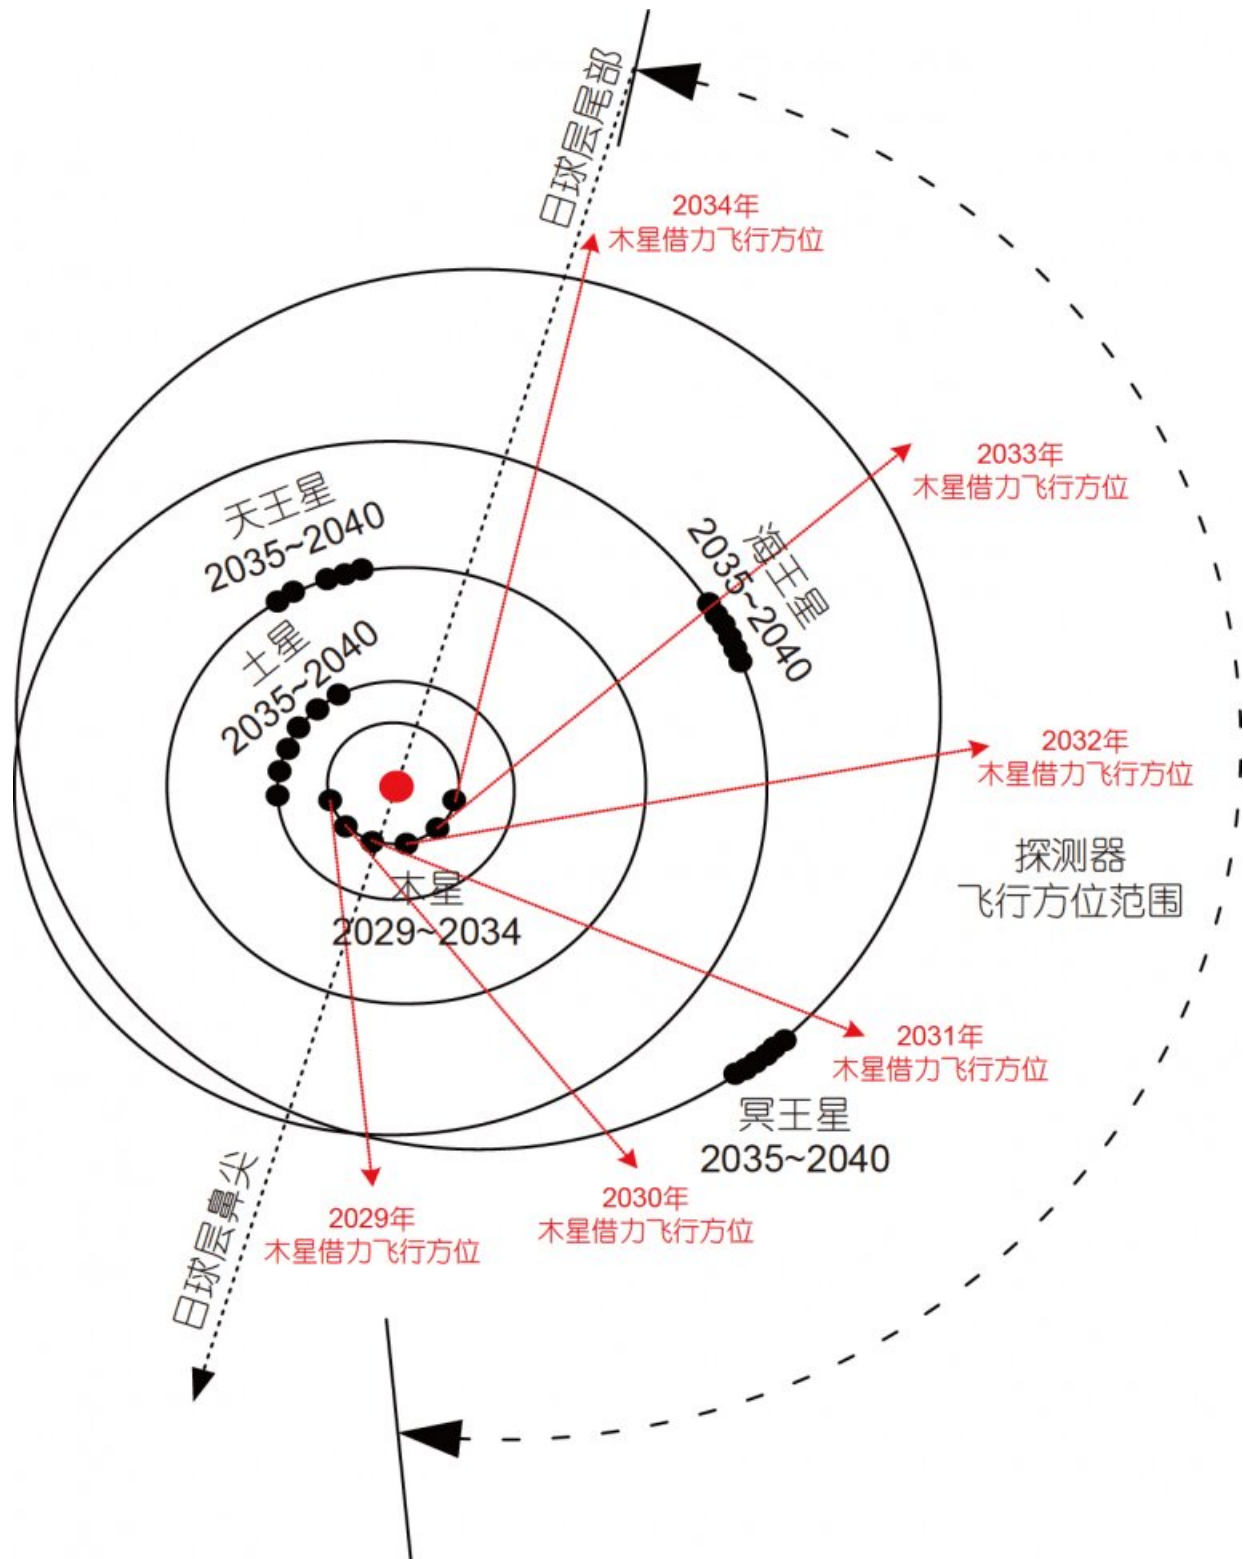 日球层尾部
2034年
木星借力飞行方位
2033年
木星借力飞行方位
天王星
2035~2040
海王星
2035~2040
土星
2035~2040
2032年
木星借力飞行方位
探测器
飞行方位范围
木星
2029~2034
2031年
木星借力飞行方位
冥王星
2035~2040
2030年
木星借力飞行方位
2029年
木星借力飞行方位
日球层鼻尖